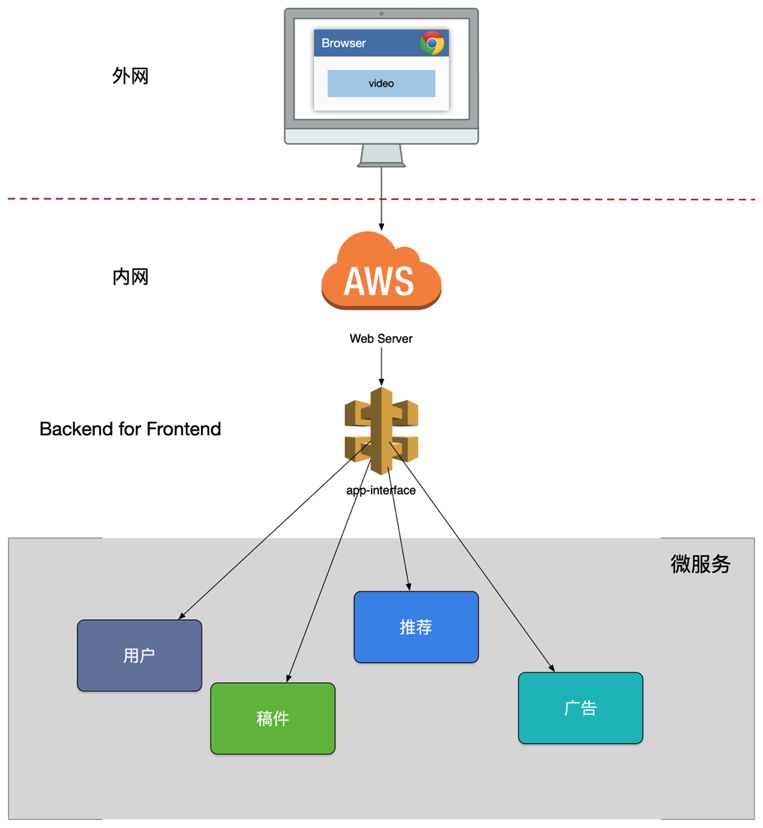 Browser
video
外网
内网
AWS
Web Server
Backend for Frontend
app-interface
微服务
用户
推荐
稿件
广告